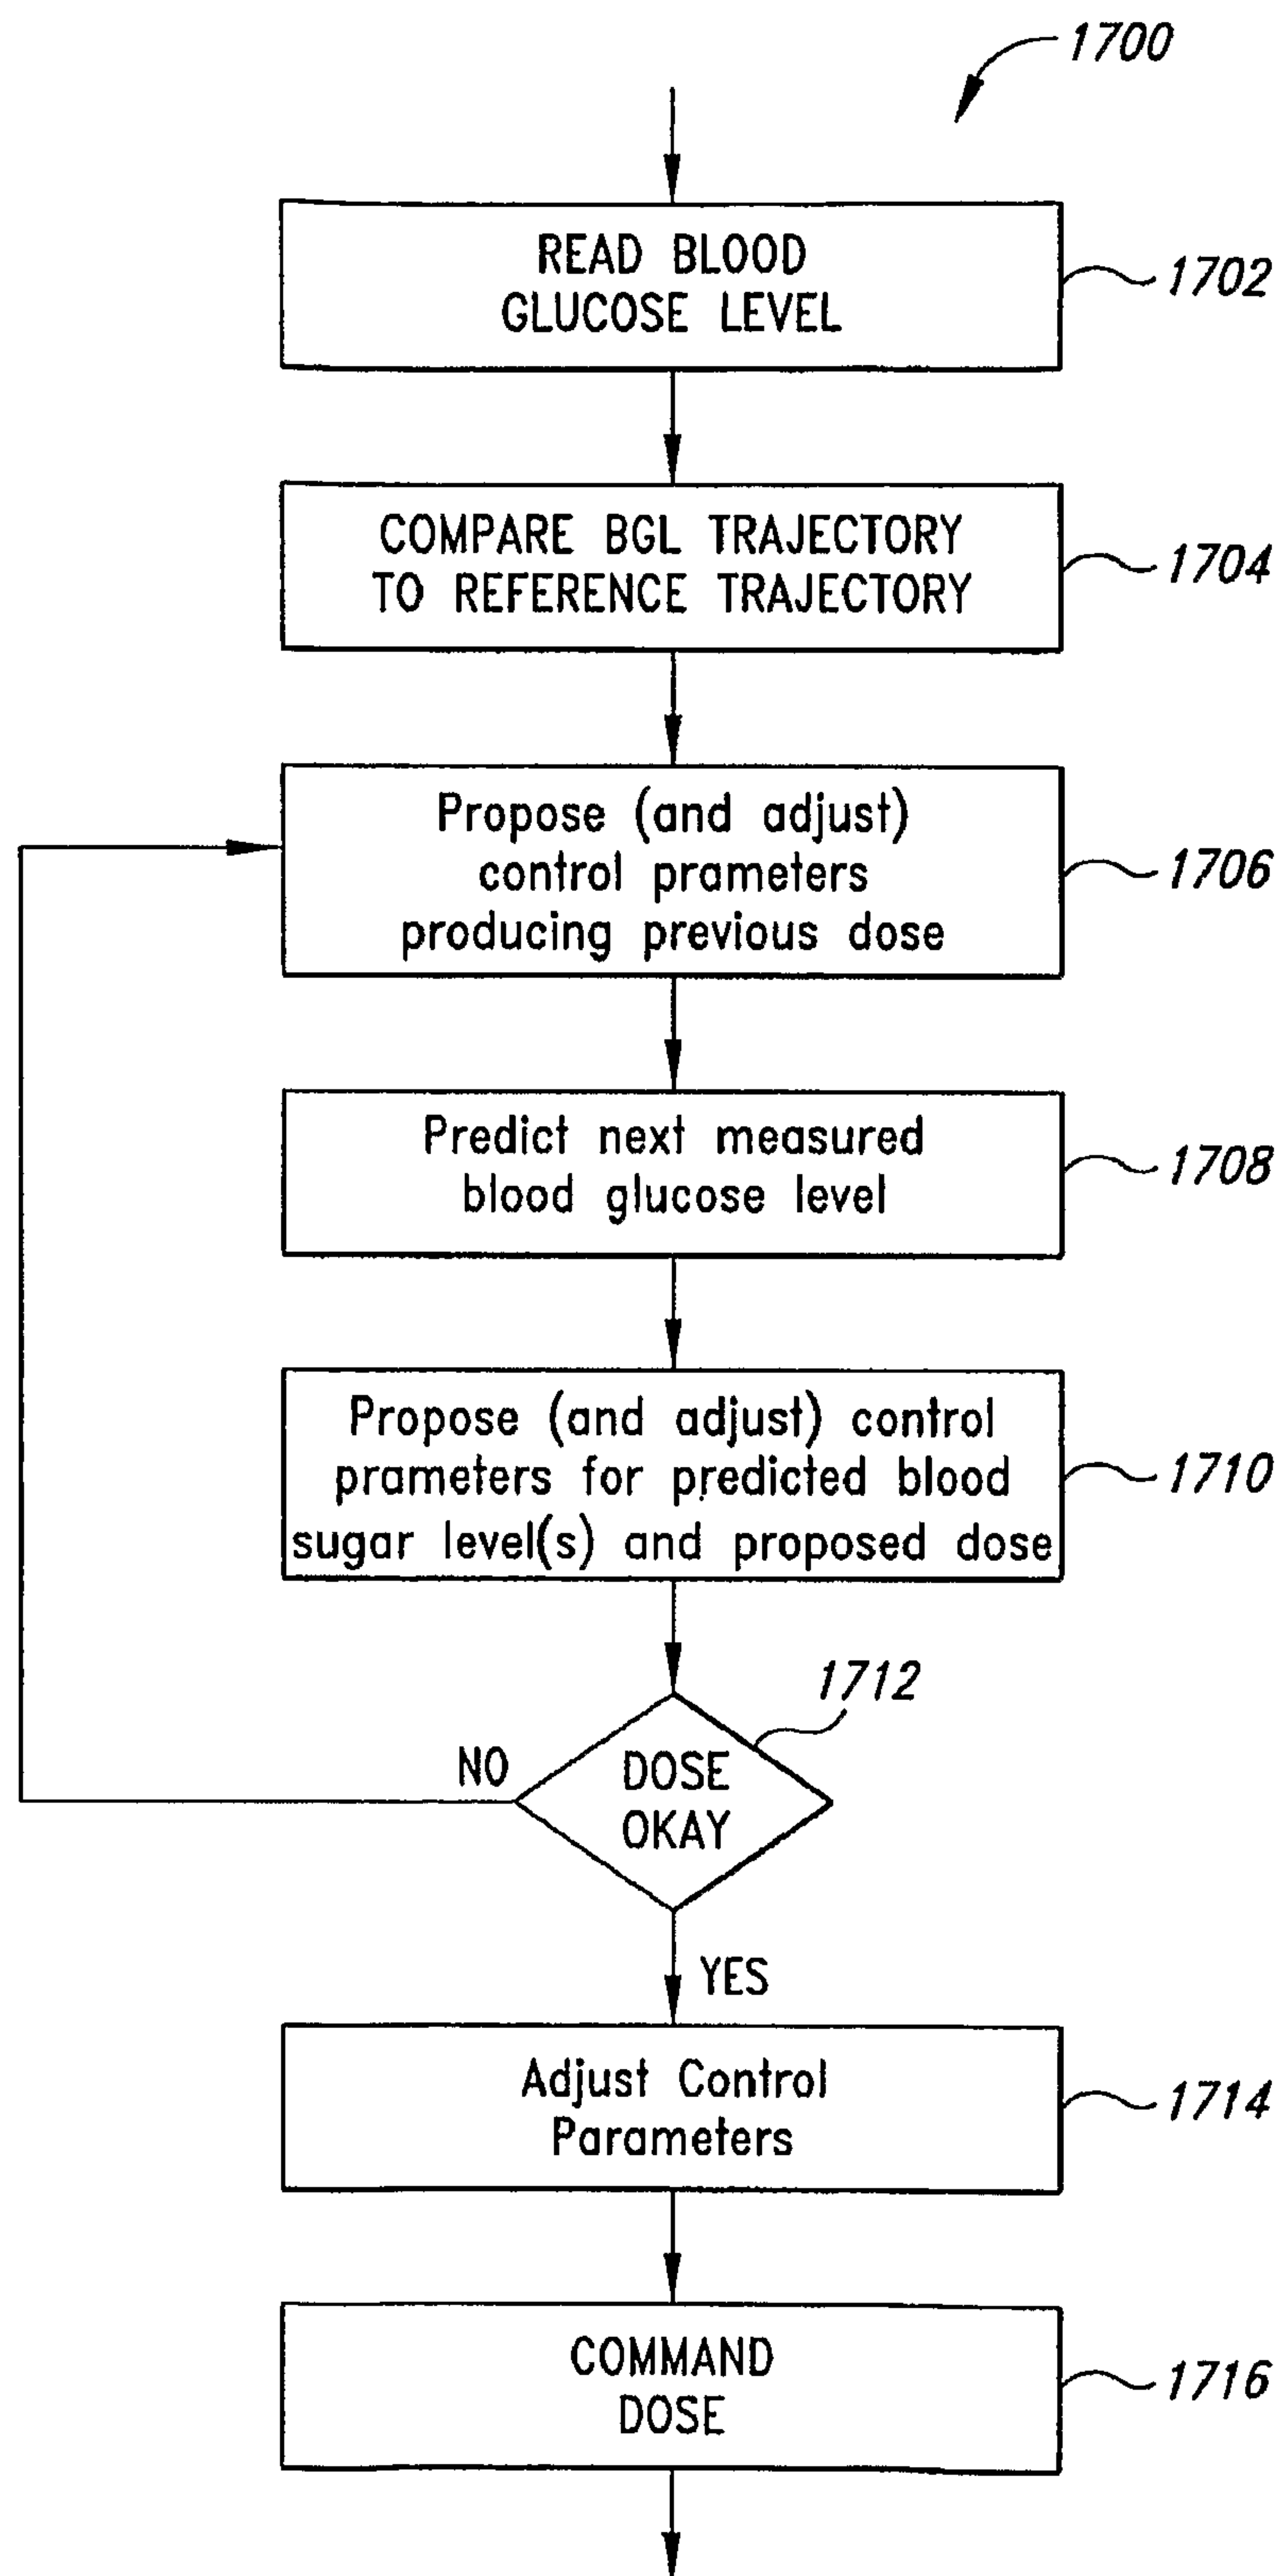 1700
READ BLOOD
GLUCOSE LEVEL
1702
COMPARE BGL TRAJECTORY
TO REFERENCE TRAJECTORY
1704
Propose (and adjust)
control prameters
producing previous dose
1706
Predict next measured
blood glucose level
1708
Propose (and adjust) control
prameters for predicted blood
sugar level(s) and proposed dose
1710
1712
NO
DOSE
OKAY
YES
Adjust Control
Parameters
1714
COMMAND
DOSE
1716